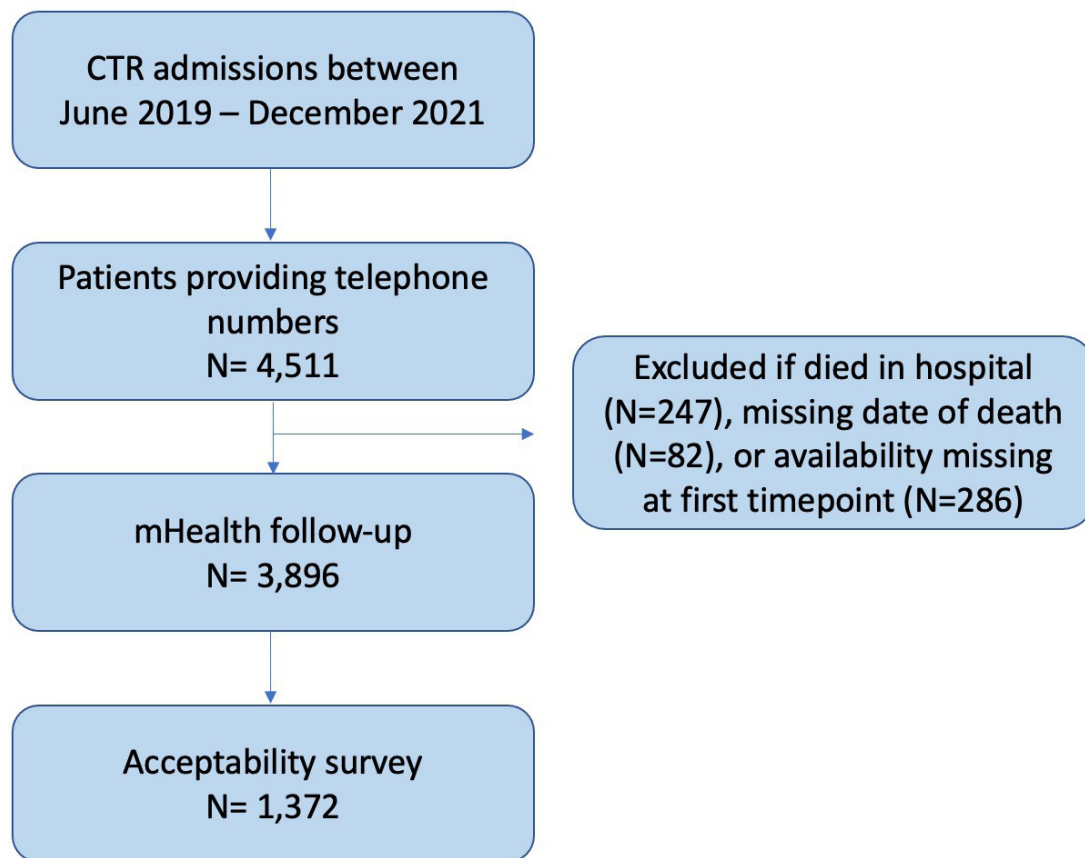 CTR admissions between
June 2019 – December 2021
Patients providing telephone
numbers
N= 4,511
Excluded if died in hospital
(N=247), missing date of death
(N=82), or availability missing
at first timepoint (N=286)
mHealth follow-up
N= 3,896
Acceptability survey
N= 1,372